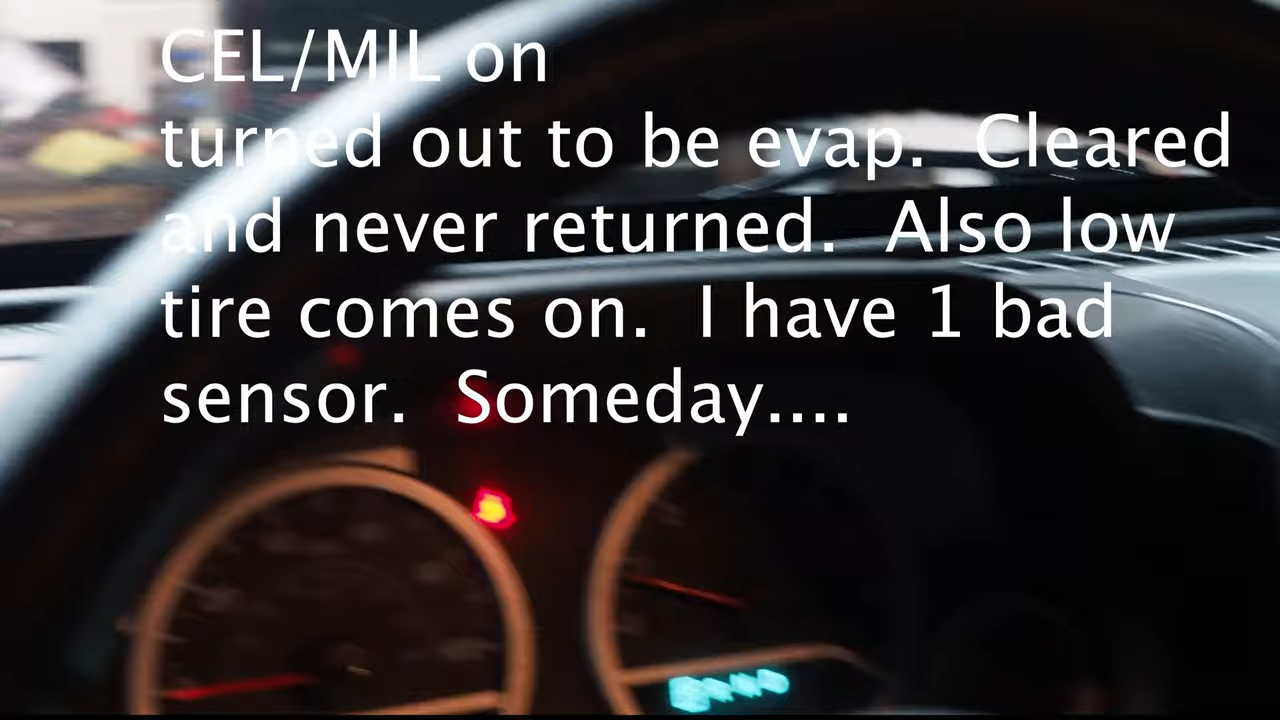 CEL/MIL on
turned out to be evap.  Cleared
and never returned.  Also low
tire comes on.  I have 1 bad
sensor.  Someday....